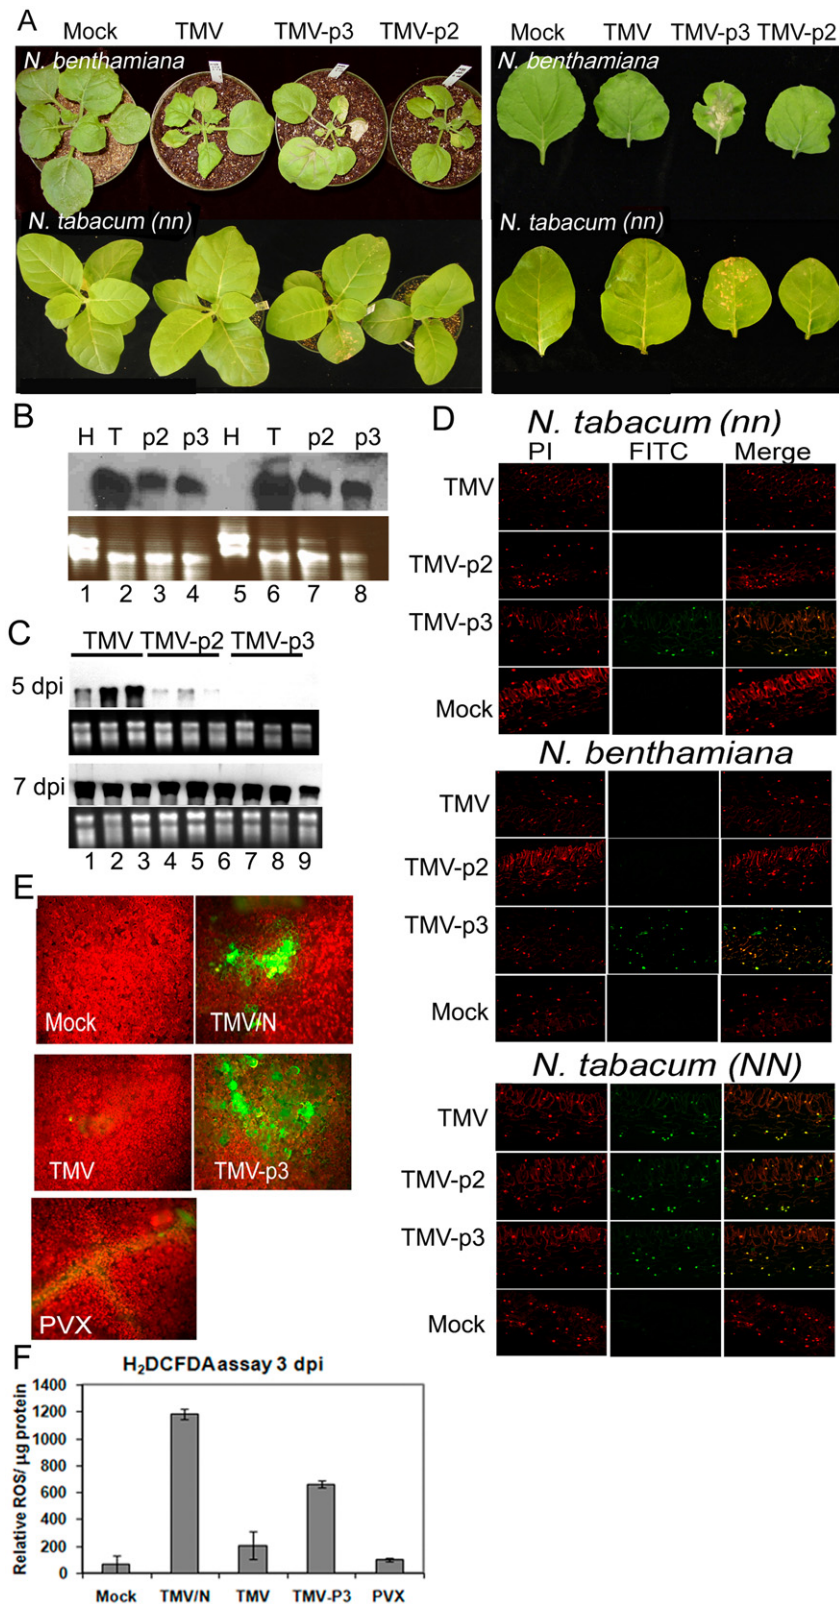 A
Mock TMV TMV-p3 TMV-p2
N. benthamiana
N. tabacum (nn)
Mock TMV TMV-p3 TMV-p2
N. benthamiana
N. tabacum (nn)
B
H T p2 p3 H T p2 p3
1 2 3 4 5 6 7 8
C
TMV TMV-p2 TMV-p3
5 dpi
7 dpi
1 2 3 4 5 6 7 8 9
D
N. tabacum (nn)
PI FITC Merge
TMV
TMV-p2
TMV-p3
Mock
N. benthamiana
TMV
TMV-p2
TMV-p3
Mock
N. tabacum (NN)
TMV
TMV-p2
TMV-p3
Mock
E
Mock
TMV/N
TMV
TMV-p3
PVX
F
H₂DCFDA assay 3 dpi
Relative ROS/ µg protein
1400
1200
1000
800
600
400
200
0
Mock TMV/N TMV TMV-P3 PVX